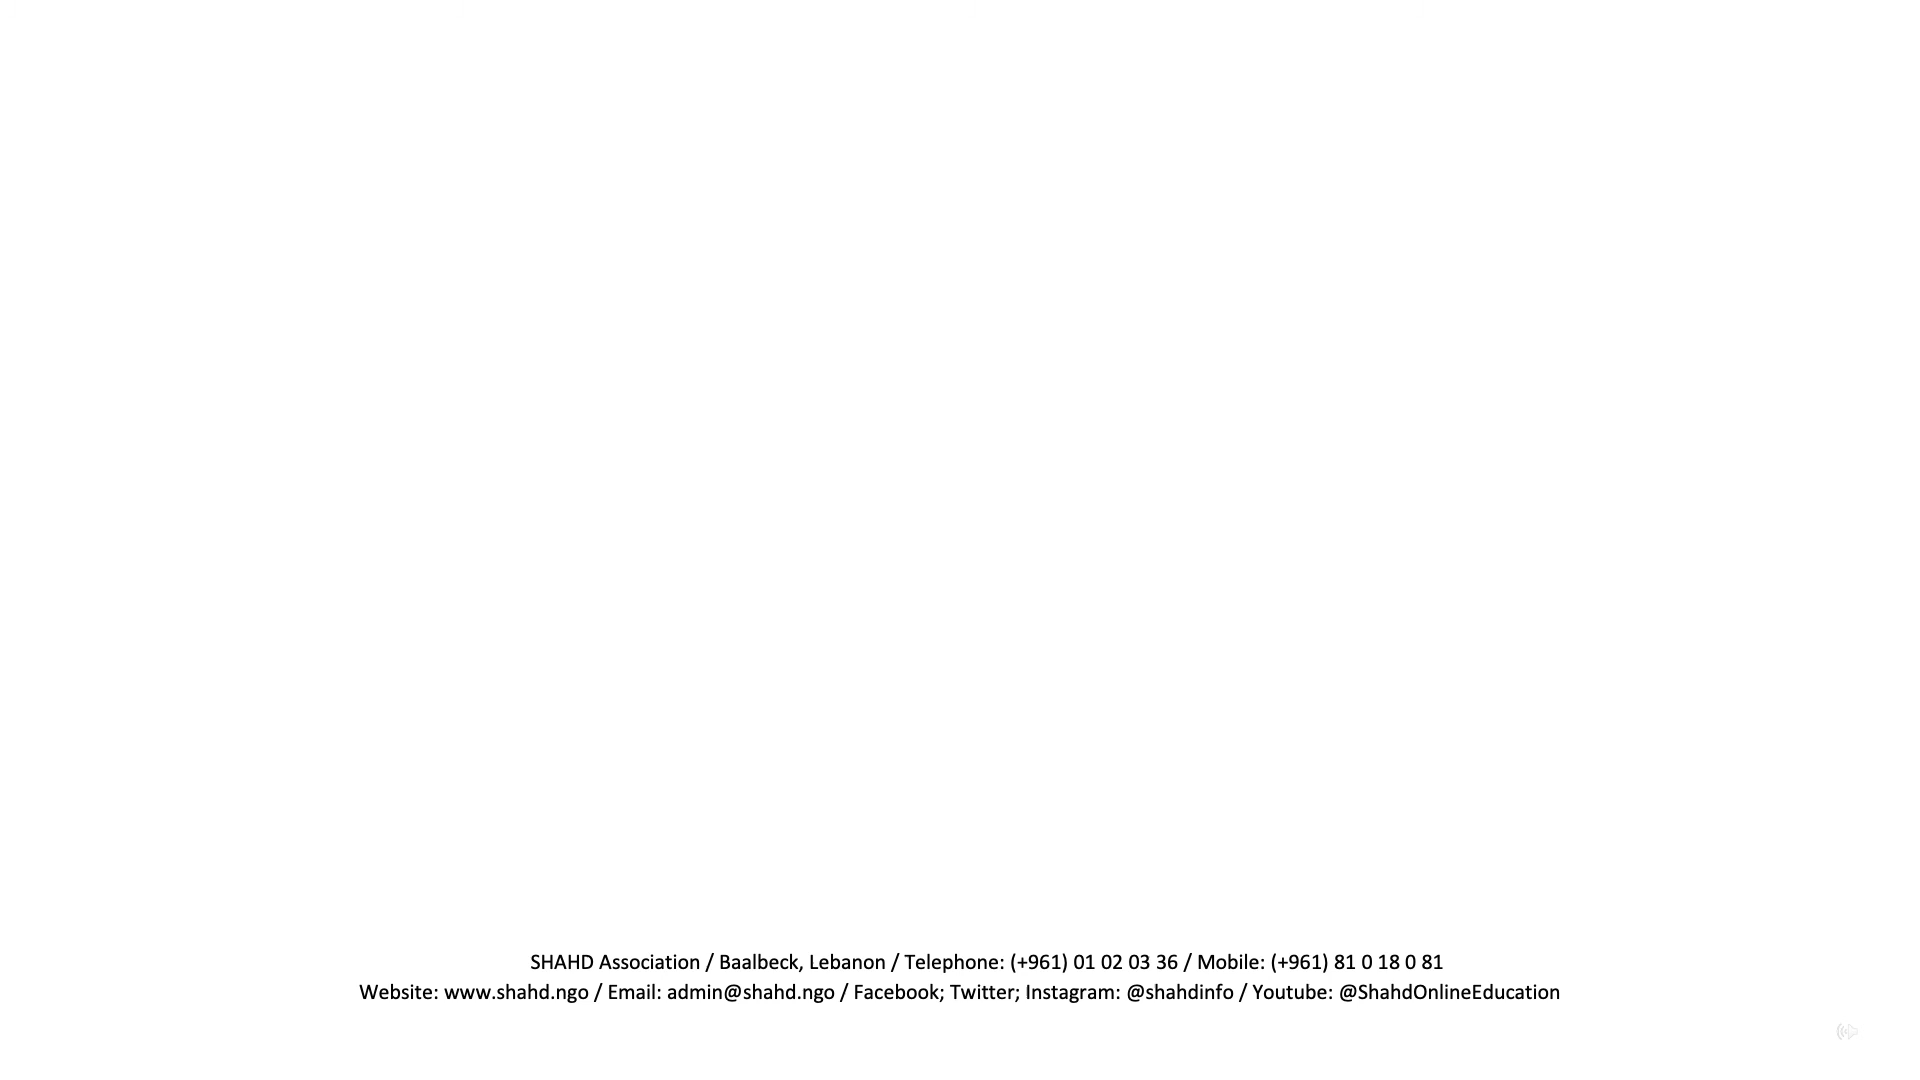 SHAHD Association / Baalbeck, Lebanon / Telephone: (+961) 01 02 03 36 / Mobile: (+961) 81 0 18 0 81
Website: www.shahd.ngo / Email: admin@shahd.ngo / Facebook; Twitter; Instagram: @shahdinfo / Youtube: @ShahdOnlineEducation